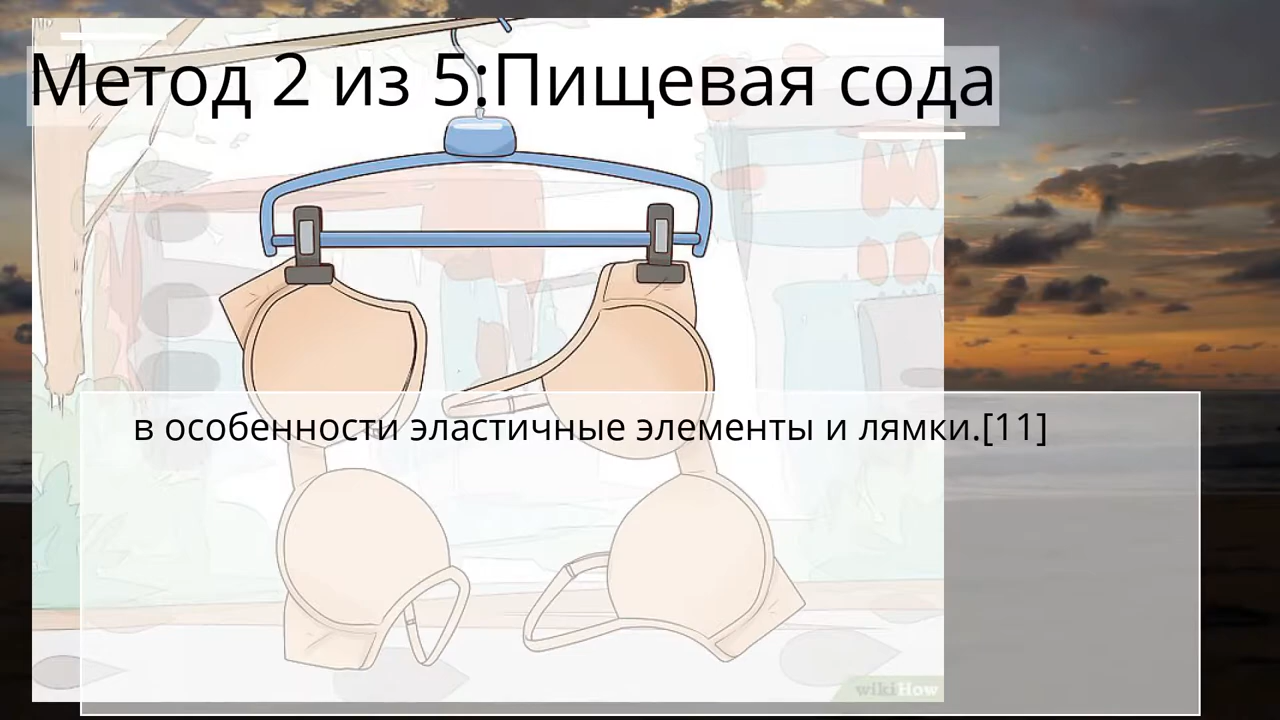 Метод 2 из 5:Пищевая сода
в особенности эластичные элементы и лямки.[11]
wikiHow